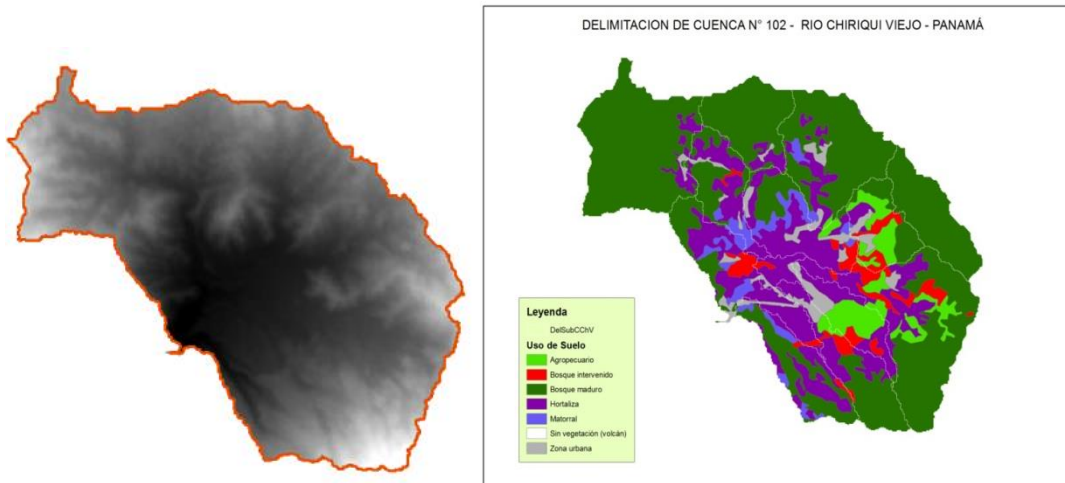 DELIMITACION DE CUENCA N° 102 - RIO CHIRIQUI VIEJO - PANAMÁ
Leyenda
DelSubCChV
Uso de Suelo
Agropecuario
Bosque intervenido
Bosque maduro
Hortaliza
Matorral
Sin vegetación (volcán)
Zona urbana